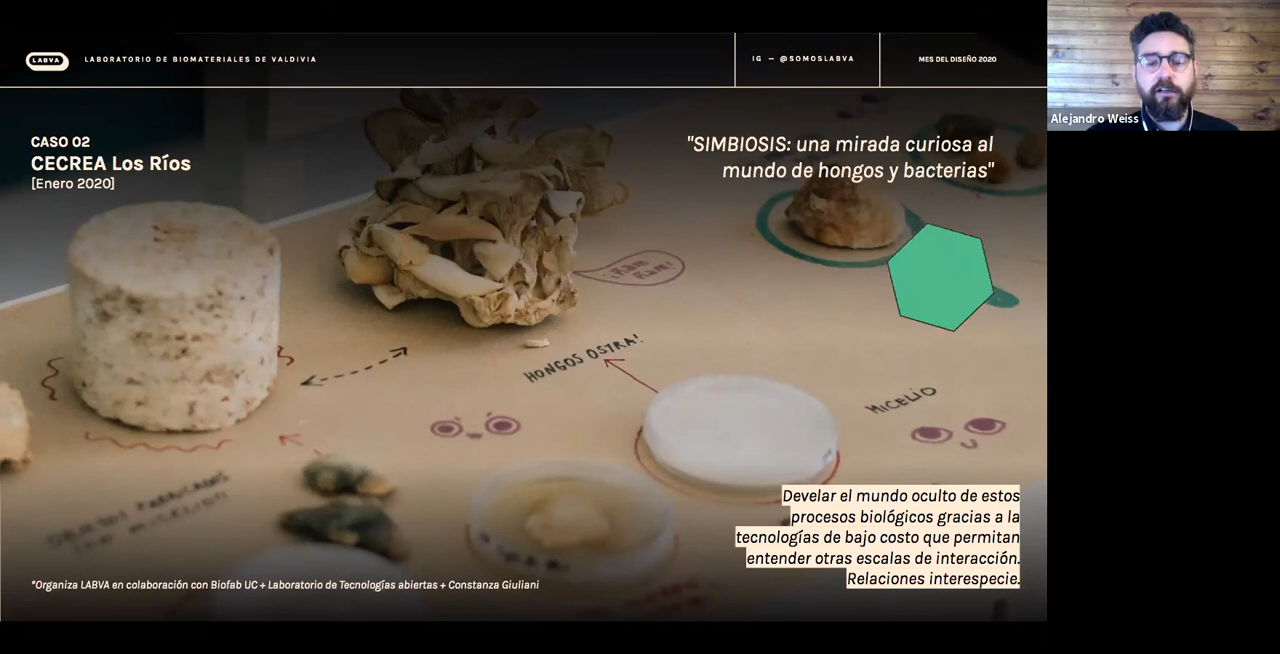 LABVA
LABORATORIO DE BIOMATERIALES DE VALDIVIA
IG — @SOMOSLABVA
MES DEL DISEÑO 2020
Alejandro Weiss
CASO 02
CECREA Los Ríos
[Enero 2020]
"SIMBIOSIS: una mirada curiosa al
mundo de hongos y bacterias"
¡ÑAM
ÑAM!
HONGOS OSTRA!
MICELIO
Develar el mundo oculto de estos
procesos biológicos gracias a la
tecnologías de bajo costo que permitan
entender otras escalas de interacción.
Relaciones interespecie.
*Organiza LABVA en colaboración con Biofab UC + Laboratorio de Tecnologías abiertas + Constanza Giuliani